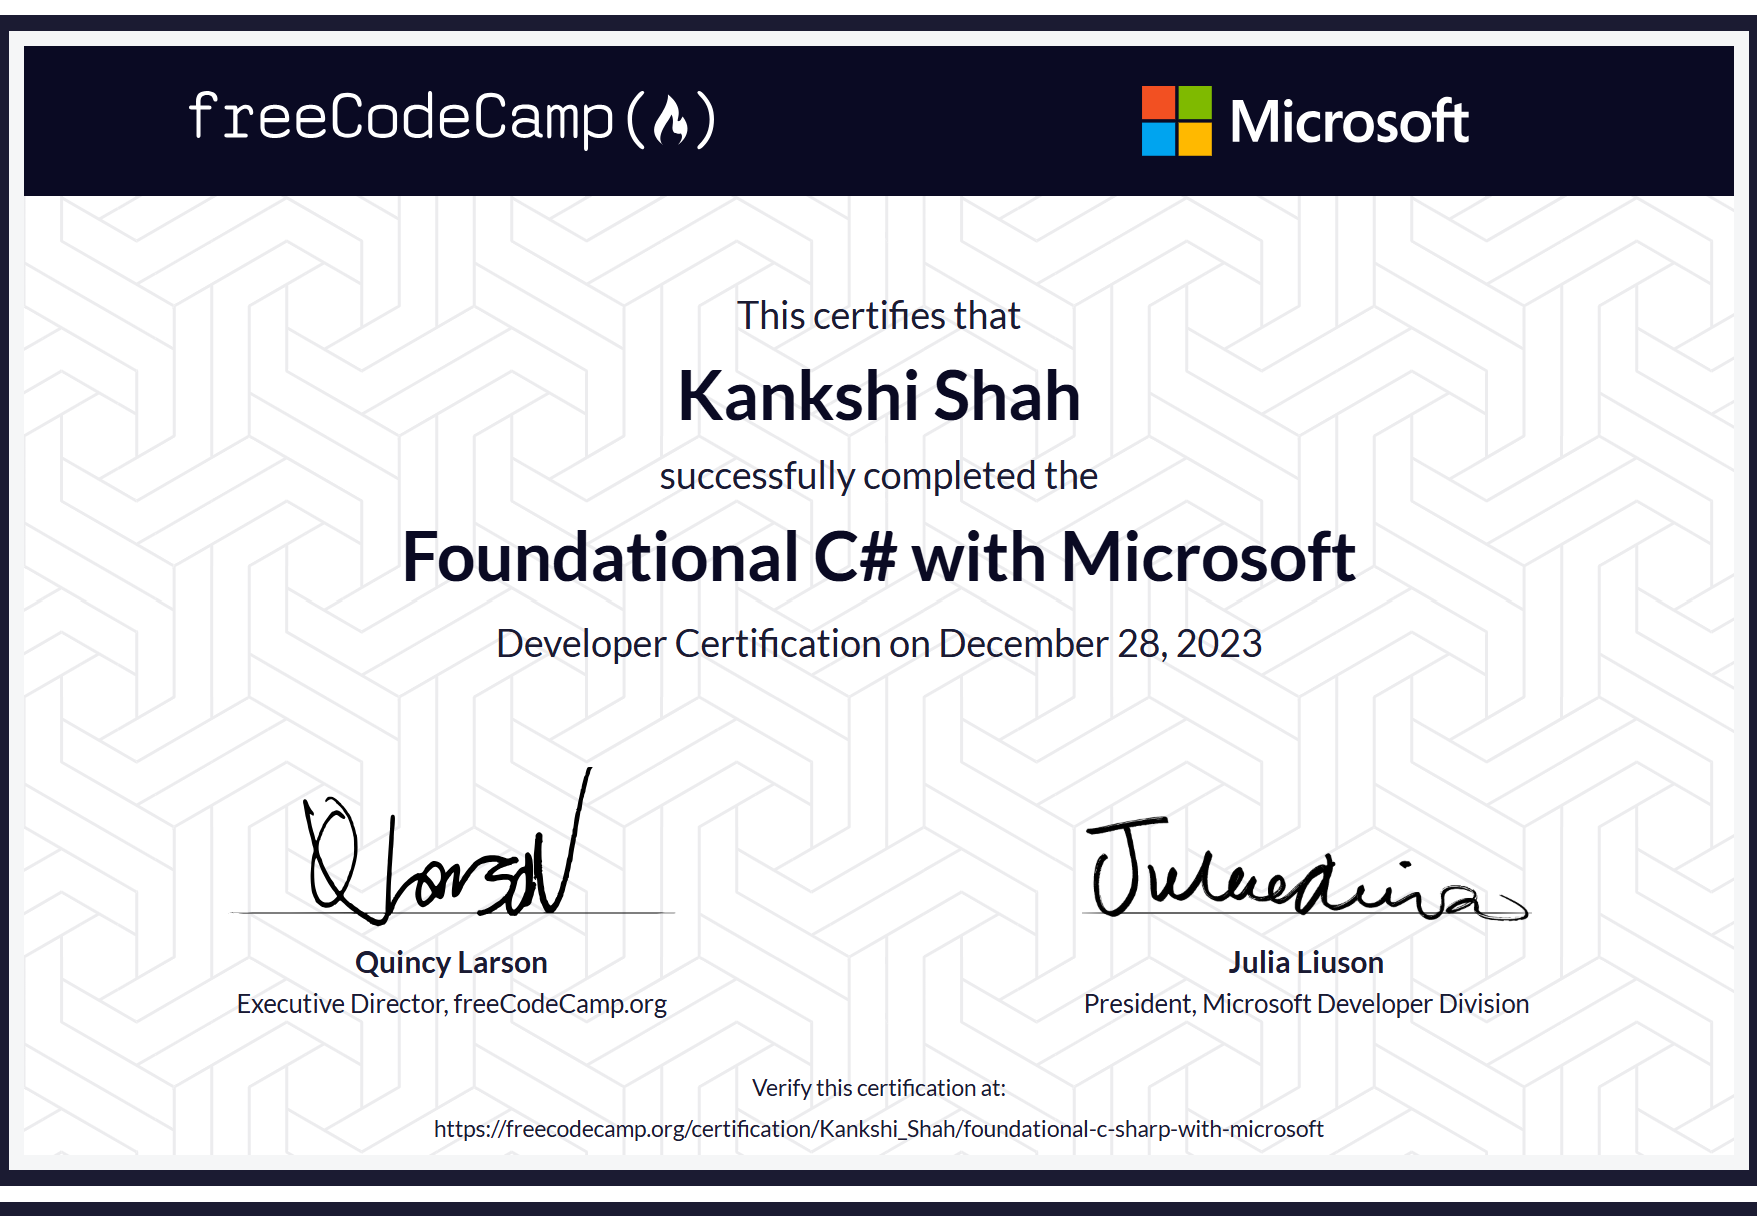 freeCodeCamp
Microsoft
This certifies that
Kankshi Shah
successfully completed the
Foundational C# with Microsoft
Developer Certification on December 28, 2023
Quincy Larson
Executive Director, freeCodeCamp.org
Julia Liuson
President, Microsoft Developer Division
Verify this certification at:
https://freecodecamp.org/certification/Kankshi_Shah/foundational-c-sharp-with-microsoft